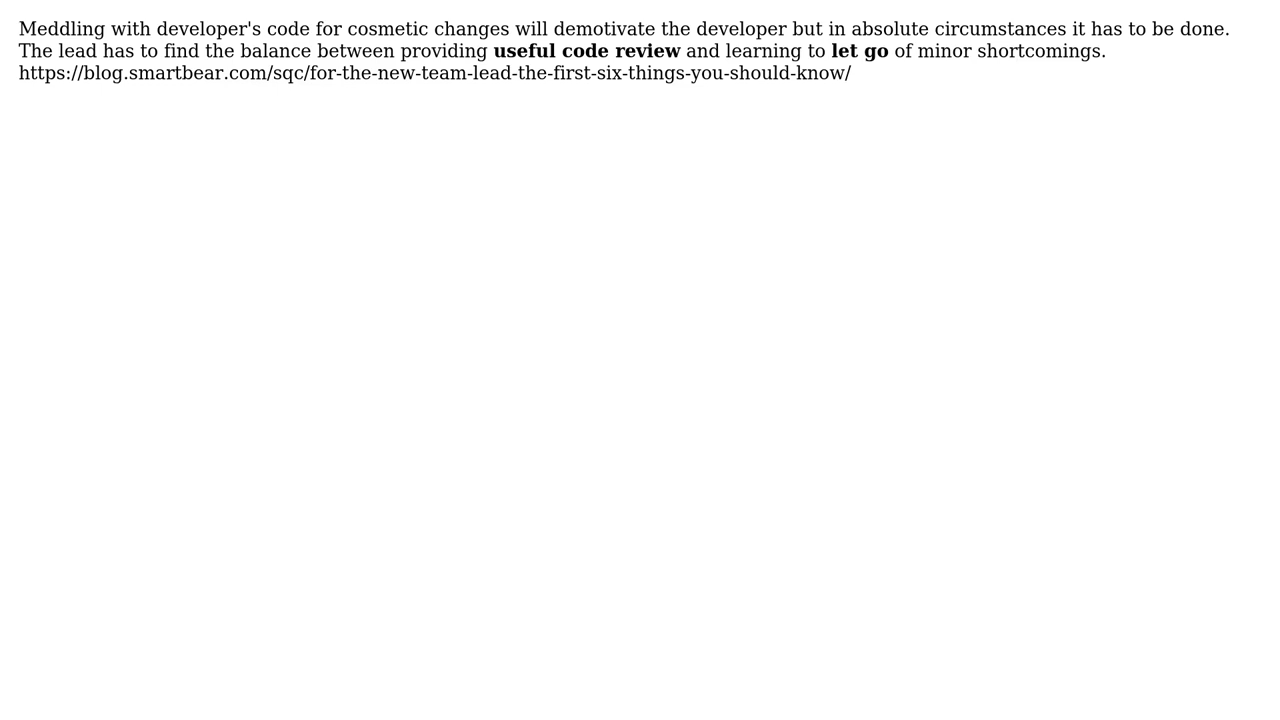 Meddling with developer's code for cosmetic changes will demotivate the developer but in absolute circumstances it has to be done.
The lead has to find the balance between providing useful code review and learning to let go of minor shortcomings.
https://blog.smartbear.com/sqc/for-the-new-team-lead-the-first-six-things-you-should-know/